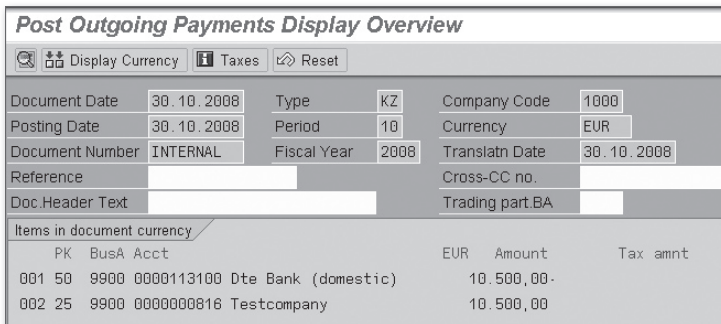 Post Outgoing Payments Display Overview
Display Currency Taxes Reset
Document Date 30.10.2008 Type KZ Company Code 1000
Posting Date 30.10.2008 Period 10 Currency EUR
Document Number INTERNAL Fiscal Year 2008 Translatn Date 30.10.2008
Reference Cross-CC no.
Doc.Header Text Trading part.BA
Items in document currency
PK BusA Acct EUR Amount Tax amnt
001 50 9900 0000113100 Dte Bank (domestic) 10.500,00-
002 25 9900 0000000816 Testcompany 10.500,00